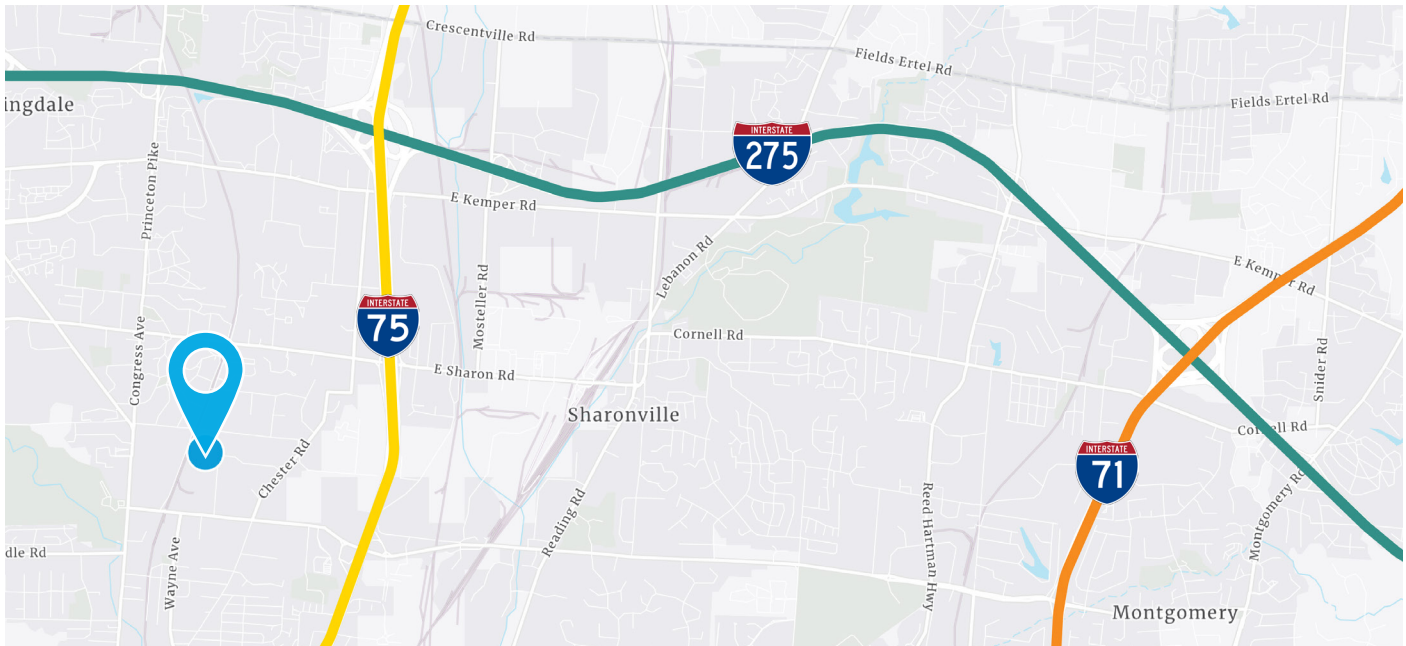 Crescentville Rd
Fields Ertel Rd
Fields Ertel Rd
ingdale
INTERSTATE
275
Princeton Pike
E Kemper Rd
Lebanon Rd
E Kemper Rd
Mosteller Rd
INTERSTATE
75
Cornell Rd
Congress Ave
E Sharon Rd
Snider Rd
Sharonville
Cornell Rd
INTERSTATE
71
Chester Rd
Reading Rd
Reed Hartman Hwy
Montgomery Rd
dle Rd
Wayne Ave
Montgomery